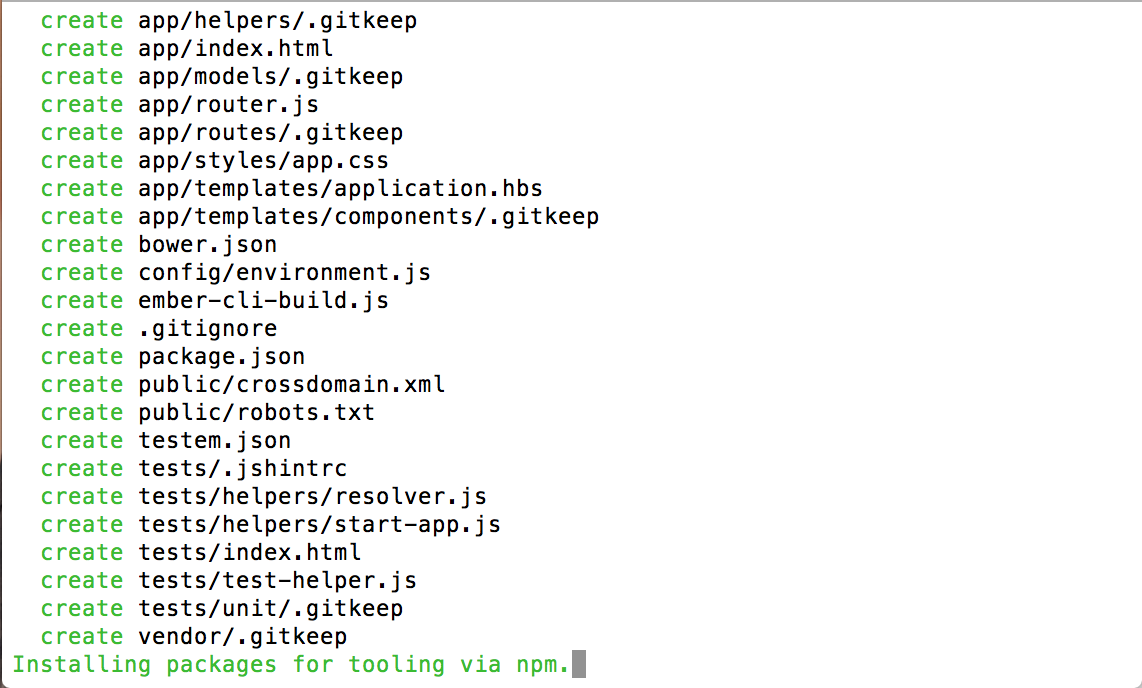 create app/helpers/.gitkeep
create app/index.html
create app/models/.gitkeep
create app/router.js
create app/routes/.gitkeep
create app/styles/app.css
create app/templates/application.hbs
create app/templates/components/.gitkeep
create bower.json
create config/environment.js
create ember-cli-build.js
create .gitignore
create package.json
create public/crossdomain.xml
create public/robots.txt
create testem.json
create tests/.jshintrc
create tests/helpers/resolver.js
create tests/helpers/start-app.js
create tests/index.html
create tests/test-helper.js
create tests/unit/.gitkeep
create vendor/.gitkeep
Installing packages for tooling via npm.